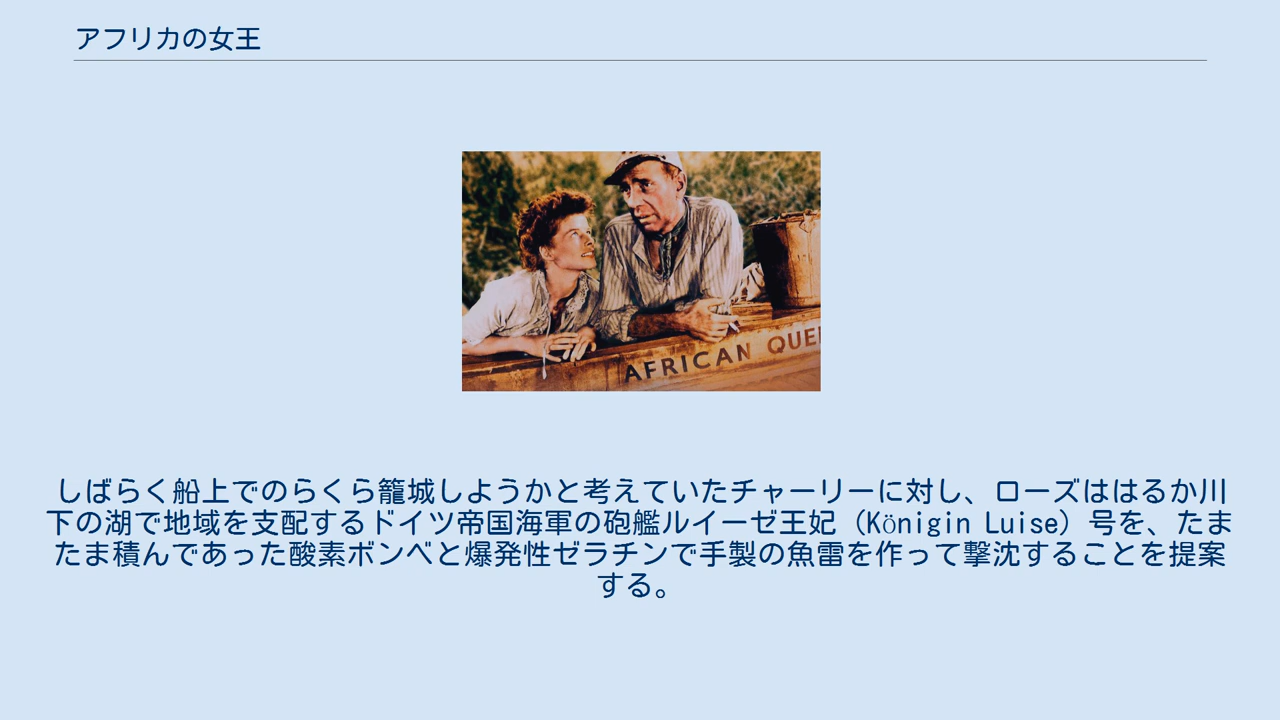 アフリカの女王
AFRICAN QUE
しばらく船上でのらくら籠城しようかと考えていたチャーリーに対し、ローズははるか川
下の湖で地域を支配するドイツ帝国海軍の砲艦ルイーゼ王妃（Königin Luise）号を、たま
たま積んであった酸素ボンベと爆発性ゼラチンで手製の魚雷を作って撃沈することを提案
する。